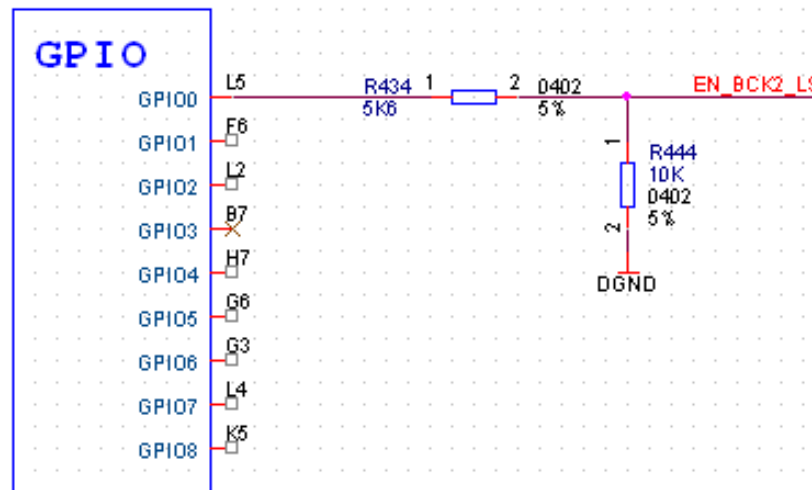 GPIO
GPIO0 L5 R434 1 2 0402 EN_BCK2_LS
5K6 5%
GPIO1 F6
GPIO2 L2
GPIO3 B7
GPIO4 H7
GPIO5 G6
GPIO6 G3
GPIO7 L4
GPIO8 K5
1
R444
10K
0402
5%
2
DGND